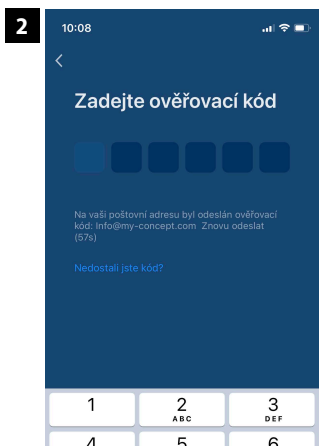 2
10:08
Zadejte ověřovací kód
Na vaši poštovní adresu byl odeslán ověřovací
kód: Info@my-concept.com Znovu odeslat
(57s)
Nedostali jste kód?
1 2 3
ABC DEF
4 5 6